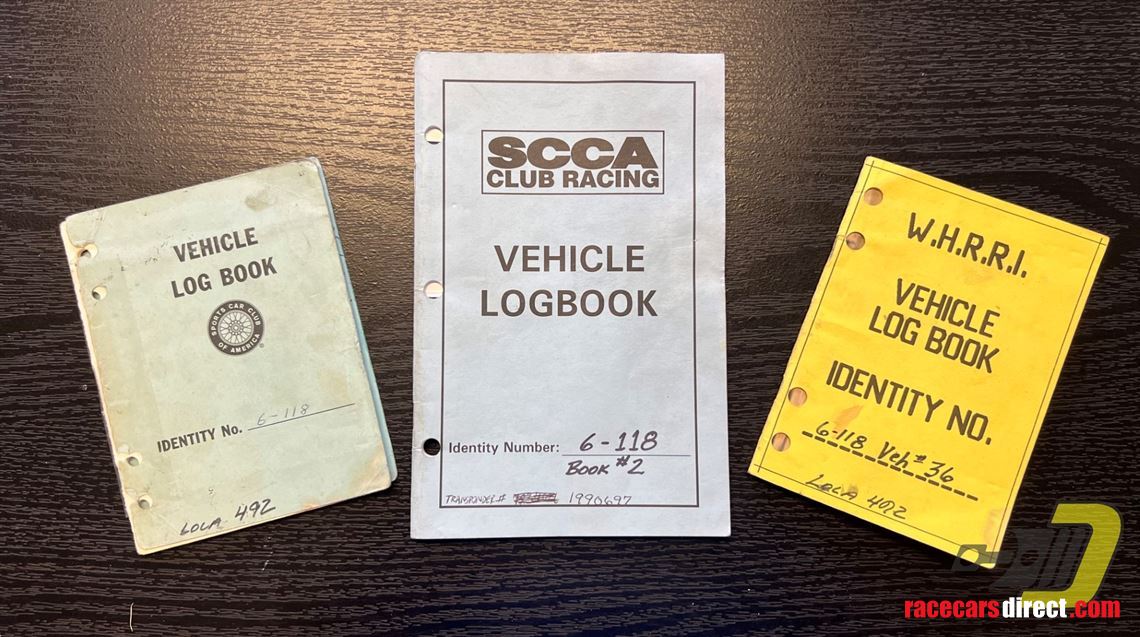 VEHICLE
LOG BOOK
SPORTS CAR CLUB
OF AMERICA
IDENTITY No. 6-118
LOLA 492
SCCA
CLUB RACING
VEHICLE
LOGBOOK
Identity Number: 6-118
BOOK #2
TRANSPONDER# 1990697
W.H.R.R.I.
VEHICLE
LOG BOOK
IDENTITY NO.
6-118 Veh# 36
LOLA 492
racecarsdirect.com